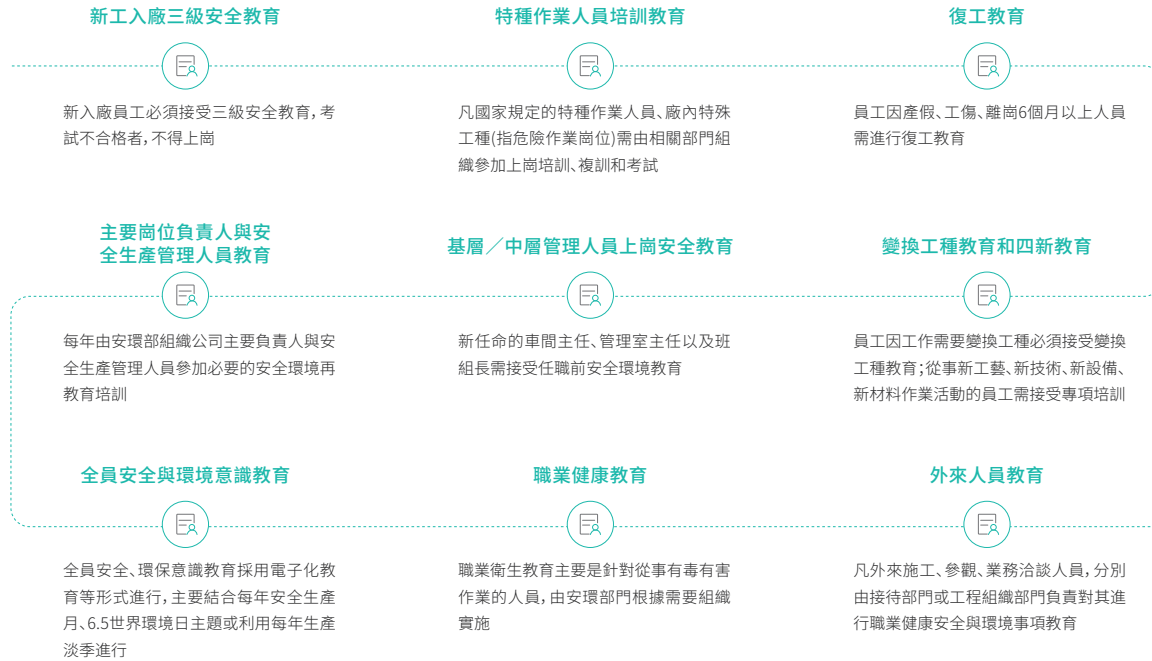 新工入廠三級安全教育
新入廠員工必須接受三級安全教育，考
試不合格者，不得上崗
特種作業人員培訓教育
凡國家規定的特種作業人員、廠內特殊
工種(指危險作業崗位)需由相關部門組
織參加上崗培訓、複訓和考試
復工教育
員工因產假、工傷、離崗6個月以上人員
需進行復工教育
主要崗位負責人與安
全生產管理人員教育
每年由安環部組織公司主要負責人與安
全生產管理人員參加必要的安全環境再
教育培訓
基層／中層管理人員上崗安全教育
新任命的車間主任、管理室主任以及班
組長需接受任職前安全環境教育
變換工種教育和四新教育
員工因工作需要變換工種必須接受變換
工種教育；從事新工藝、新技術、新設備、
新材料作業活動的員工需接受專項培訓
全員安全與環境意識教育
全員安全、環保意識教育採用電子化教
育等形式進行，主要結合每年安全生產
月、6.5世界環境日主題或利用每年生產
淡季進行
職業健康教育
職業衛生教育主要是針對從事有毒有害
作業的人員，由安環部門根據需要組織
實施
外來人員教育
凡外來施工、參觀、業務洽談人員，分別
由接待部門或工程組織部門負責對其進
行職業健康安全與環境事項教育